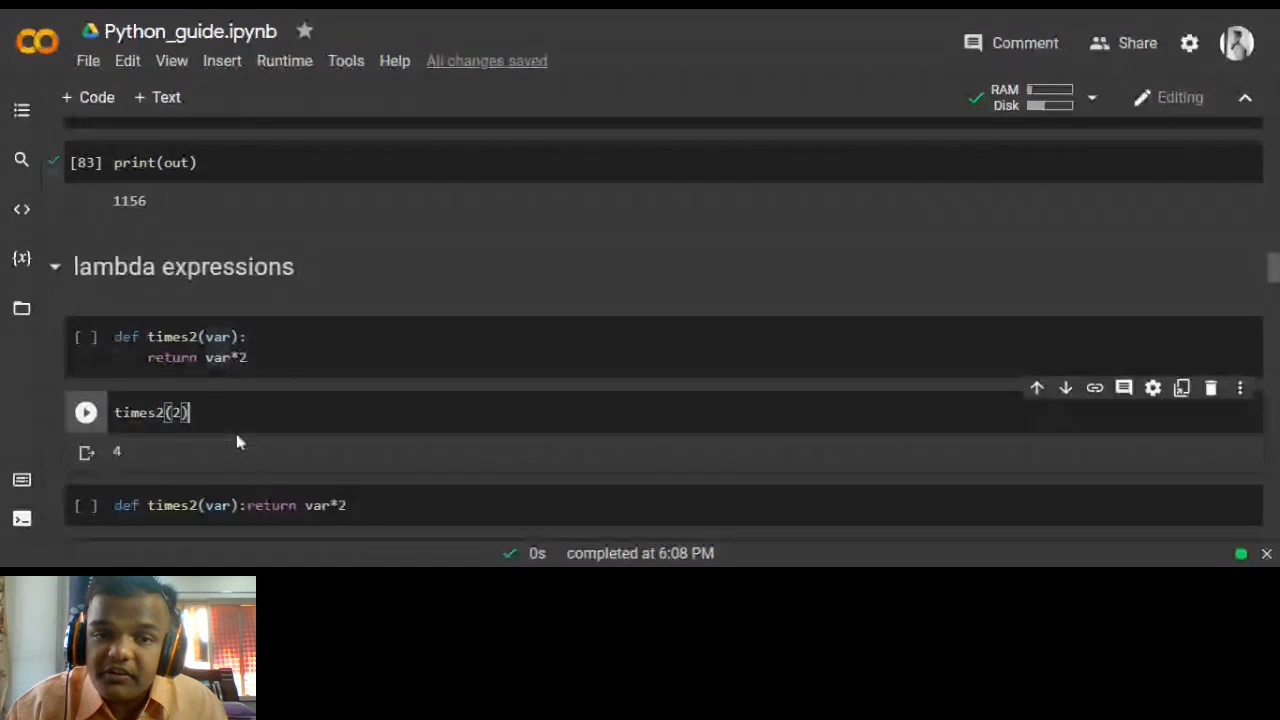 Python_guide.ipynb
Comment
Share
File Edit View Insert Runtime Tools Help All changes saved
+ Code + Text
RAM
Disk
Editing
[83] print(out)
1156
lambda expressions
[ ] def times2(var):
return var*2
times2(2)
4
[ ] def times2(var):return var*2
0s completed at 6:08 PM